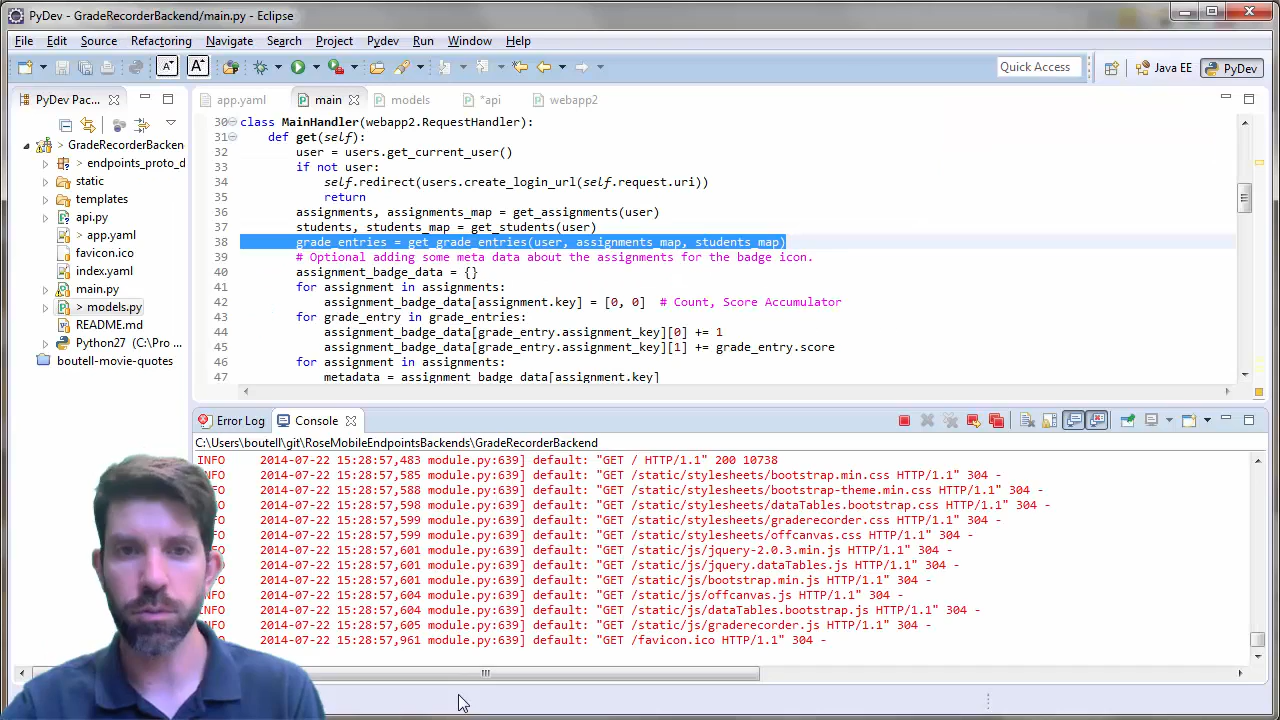 PyDev - GradeRecorderBackend/main.py - Eclipse
File Edit Source Refactoring Navigate Search Project Pydev Run Window Help
Quick Access Java EE PyDev
PyDev Pac...
GradeRecorderBacken
endpoints_proto_d
static
templates
api.py
> app.yaml
favicon.ico
index.yaml
main.py
> models.py
README.md
Python27 (C:\Pro
boutell-movie-quotes
app.yaml main models *api webapp2
30 class MainHandler(webapp2.RequestHandler):
31 def get(self):
32 user = users.get_current_user()
33 if not user:
34 self.redirect(users.create_login_url(self.request.uri))
35 return
36 assignments, assignments_map = get_assignments(user)
37 students, students_map = get_students(user)
38 grade_entries = get_grade_entries(user, assignments_map, students_map)
39 # Optional adding some meta data about the assignments for the badge icon.
40 assignment_badge_data = {}
41 for assignment in assignments:
42 assignment_badge_data[assignment.key] = [0, 0] # Count, Score Accumulator
43 for grade_entry in grade_entries:
44 assignment_badge_data[grade_entry.assignment_key][0] += 1
45 assignment_badge_data[grade_entry.assignment_key][1] += grade_entry.score
46 for assignment in assignments:
47 metadata = assignment_badge_data[assignment.key]
Error Log Console
C:\Users\boutell\git\RoseMobileEndpointsBackends\GradeRecorderBackend
INFO 2014-07-22 15:28:57,483 module.py:639] default: "GET / HTTP/1.1" 200 10738
INFO 2014-07-22 15:28:57,585 module.py:639] default: "GET /static/stylesheets/bootstrap.min.css HTTP/1.1" 304 -
INFO 2014-07-22 15:28:57,598 module.py:639] default: "GET /static/stylesheets/bootstrap-theme.min.css HTTP/1.1" 304 -
INFO 2014-07-22 15:28:57,598 module.py:639] default: "GET /static/stylesheets/dataTables.bootstrap.css HTTP/1.1" 304 -
INFO 2014-07-22 15:28:57,599 module.py:639] default: "GET /static/stylesheets/graderecorder.css HTTP/1.1" 304 -
INFO 2014-07-22 15:28:57,599 module.py:639] default: "GET /static/stylesheets/offcanvas.css HTTP/1.1" 304 -
INFO 2014-07-22 15:28:57,601 module.py:639] default: "GET /static/js/jquery-2.0.3.min.js HTTP/1.1" 304 -
INFO 2014-07-22 15:28:57,601 module.py:639] default: "GET /static/js/jquery.dataTables.js HTTP/1.1" 304 -
INFO 2014-07-22 15:28:57,601 module.py:639] default: "GET /static/js/bootstrap.min.js HTTP/1.1" 304 -
INFO 2014-07-22 15:28:57,604 module.py:639] default: "GET /static/js/offcanvas.js HTTP/1.1" 304 -
INFO 2014-07-22 15:28:57,604 module.py:639] default: "GET /static/js/dataTables.bootstrap.js HTTP/1.1" 304 -
INFO 2014-07-22 15:28:57,605 module.py:639] default: "GET /static/js/graderecorder.js HTTP/1.1" 304 -
INFO 2014-07-22 15:28:57,961 module.py:639] default: "GET /favicon.ico HTTP/1.1" 304 -